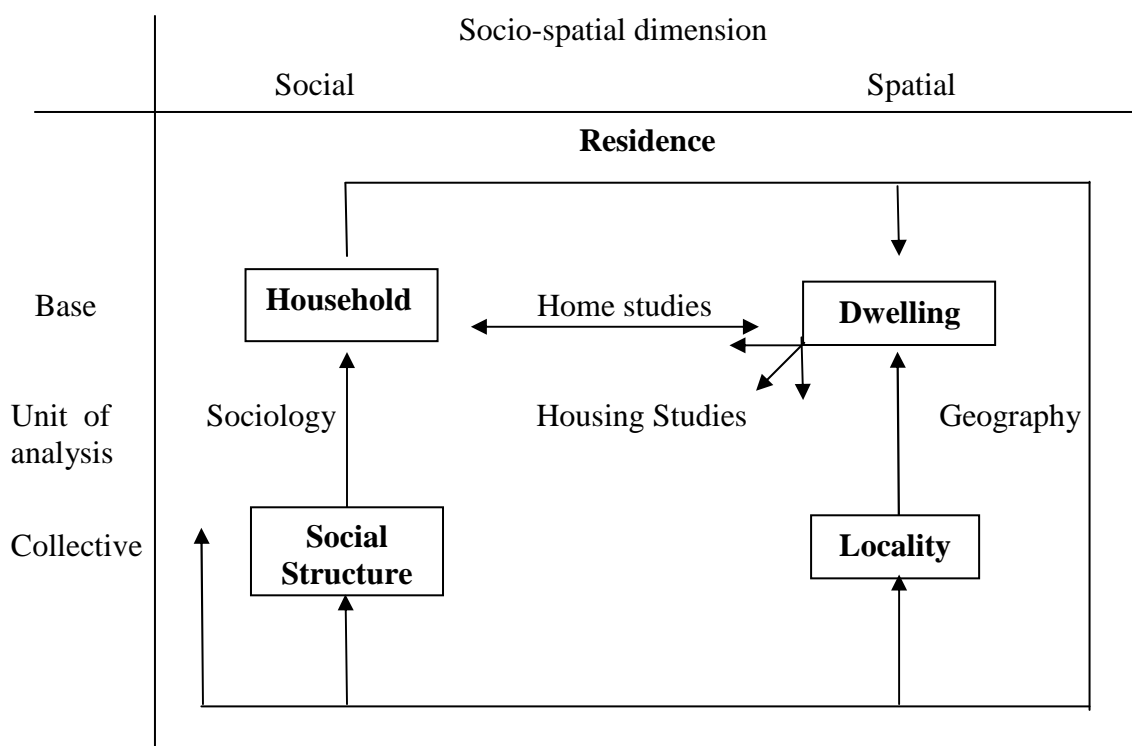 Socio-spatial dimension
Social
Spatial
Residence
Base
Household
Home studies
Dwelling
Unit of
analysis
Sociology
Housing Studies
Geography
Collective
Social
Structure
Locality